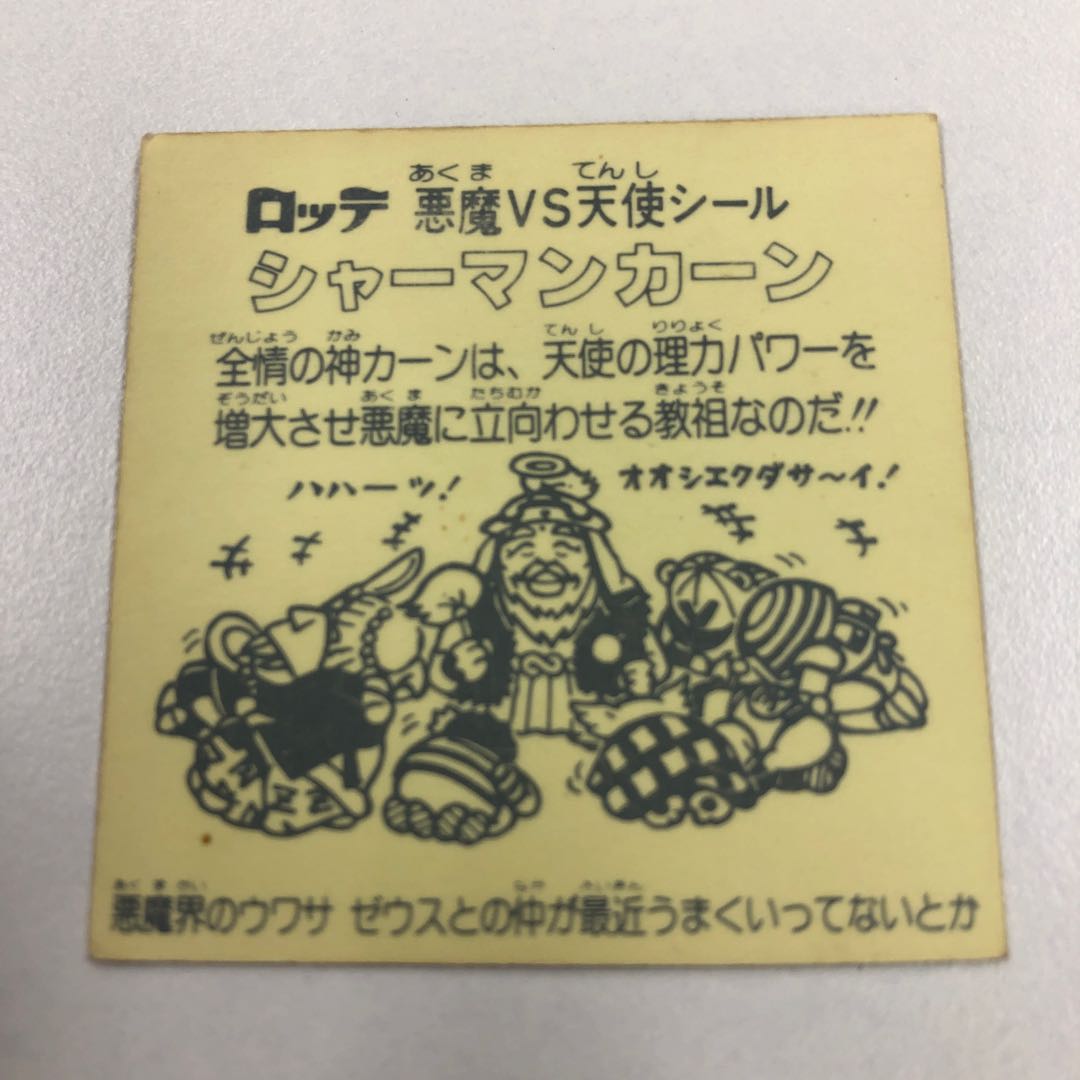 ロッテ 悪魔VS天使シール
あくま てんし
シャーマンカーン
ぜんじょう かみ てんし りりょく
全情の神カーンは、天使の理力パワーを
ぞうだい あくま たちむか きょうそ
増大させ悪魔に立向わせる教祖なのだ!!
ハハーッ!
オオシエクダサ〜イ!
あくまかい なか さいきん
悪魔界のウワサ ゼウスとの仲が最近うまくいってないとか